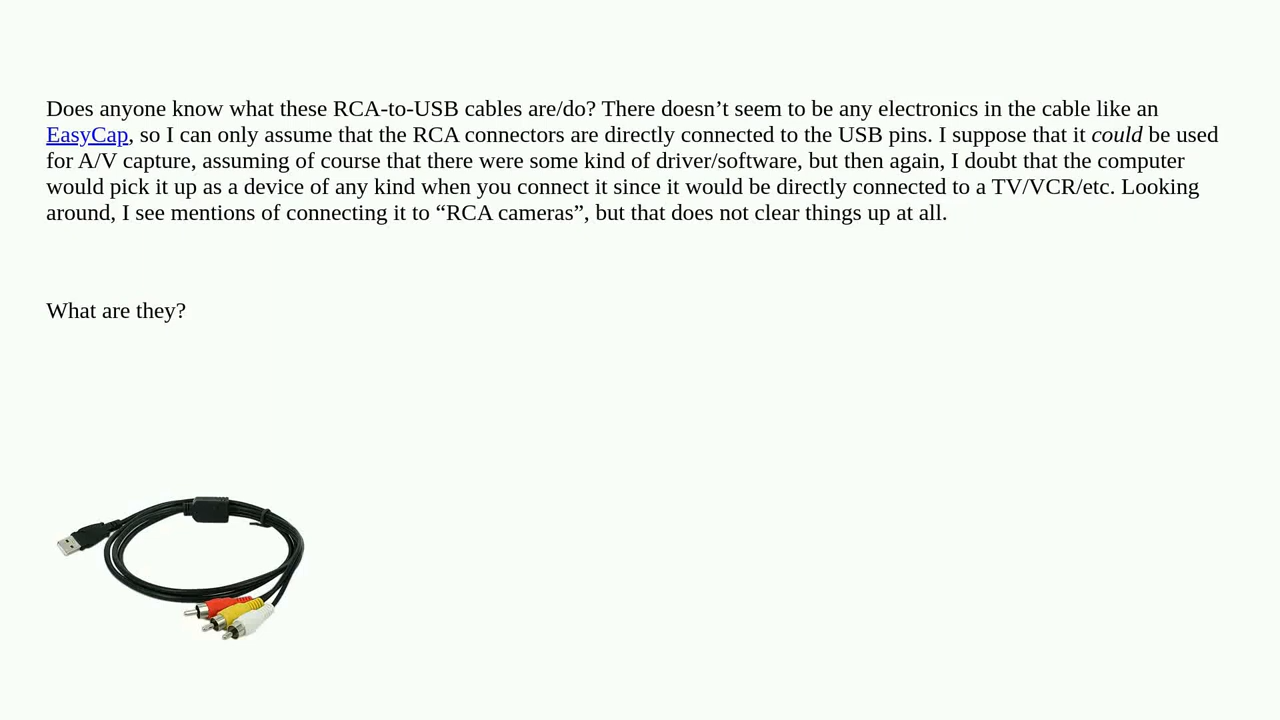 Does anyone know what these RCA-to-USB cables are/do? There doesn’t seem to be any electronics in the cable like an
EasyCap, so I can only assume that the RCA connectors are directly connected to the USB pins. I suppose that it could be used
for A/V capture, assuming of course that there were some kind of driver/software, but then again, I doubt that the computer
would pick it up as a device of any kind when you connect it since it would be directly connected to a TV/VCR/etc. Looking
around, I see mentions of connecting it to “RCA cameras”, but that does not clear things up at all.
What are they?